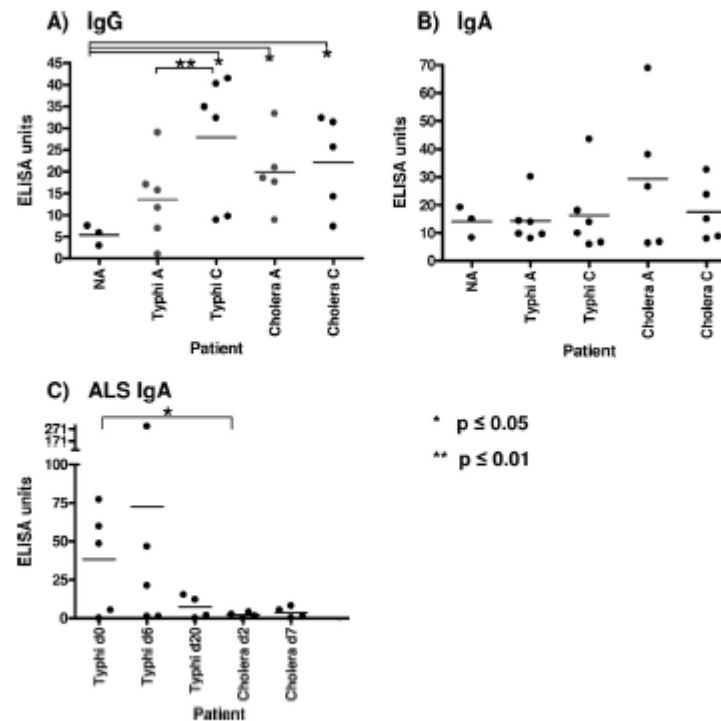 A) IgG
* * *
**
ELISA units
45
40
35
30
25
20
15
10
5
0
NA
Typhi A
Typhi C
Cholera A
Cholera C
Patient
B) IgA
ELISA units
70
60
50
40
30
20
10
0
NA
Typhi A
Typhi C
Cholera A
Cholera C
Patient
C) ALS IgA
*
ELISA units
271
171
100
75
50
25
0
Typhi d0
Typhi d6
Typhi d20
Cholera d2
Cholera d7
Patient
* p ≤ 0.05
** p ≤ 0.01